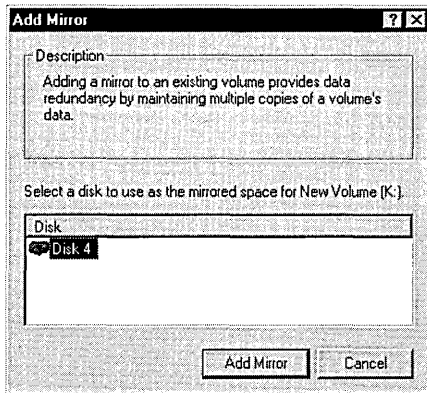 Add Mirror
Description
Adding a mirror to an existing volume provides data
redundancy by maintaining multiple copies of a volume's
data.
Select a disk to use as the mirrored space for New Volume (K:).
Disk
Disk 4
Add Mirror
Cancel